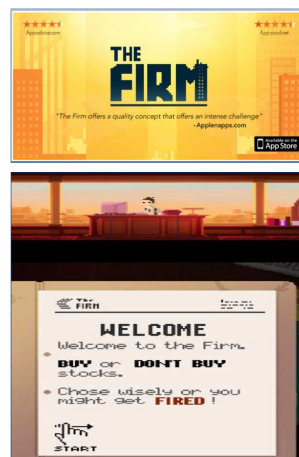 Appadvice.com
THE
FIRM
"The Firm offers a quality concept that offers an intense challenge"
-Applenapps.com
Available on the
App Store
The
FIRM
WELCOME
Welcome to the Firm.
BUY or DON'T BUY
stocks.
Chose wisely or you
might get FIRED!
START